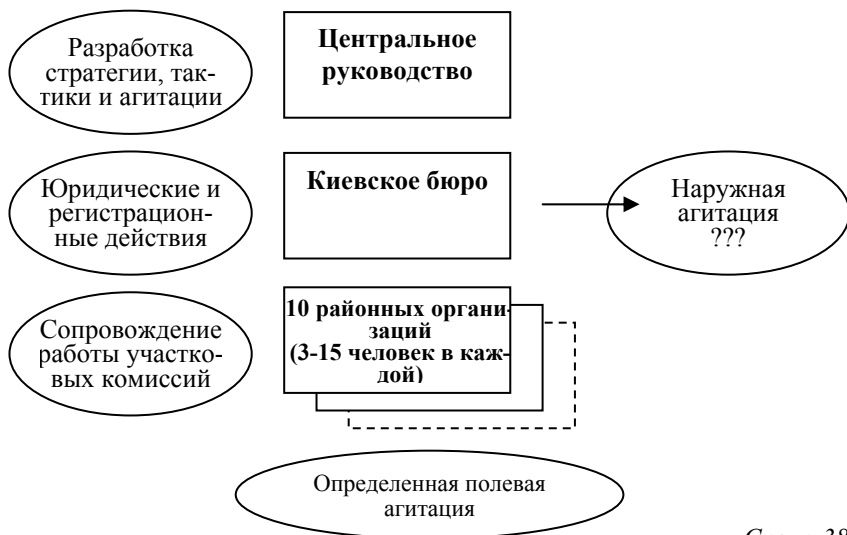 Разработка
стратегии, так-
тики и агитации
Центральное
руководство
Юридические и
регистрацион-
ные действия
Киевское бюро
Наружная
агитация
???
Сопровождение
работы участко-
вых комиссий
10 районных органи-
заций
(3-15 человек в каж-
дой)
Определенная полевая
агитация